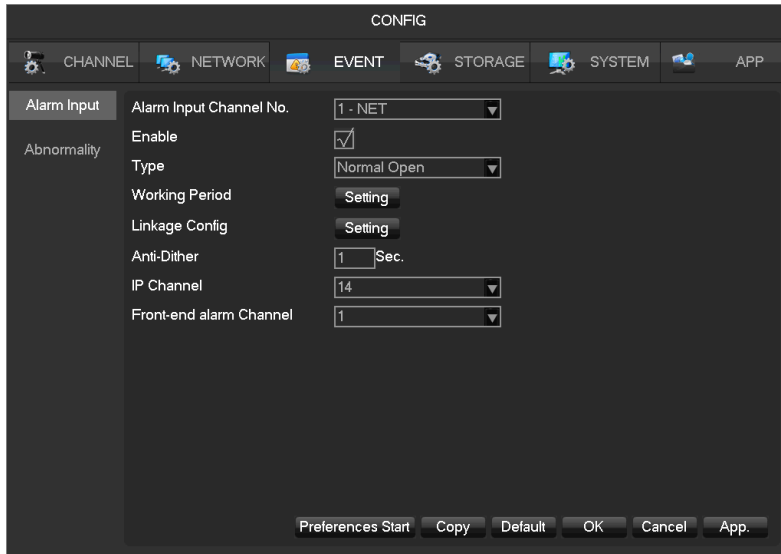 CONFIG
CHANNEL NETWORK EVENT STORAGE SYSTEM APP
Alarm Input
Abnormality
Alarm Input Channel No. 1 - NET
Enable
Type Normal Open
Working Period Setting
Linkage Config Setting
Anti-Dither 1 Sec.
IP Channel 14
Front-end alarm Channel 1
Preferences Start Copy Default OK Cancel App.